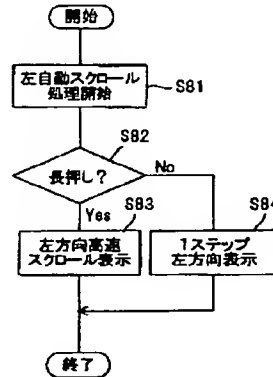 開始
左自動スクロール
処理開始
S81
S82
長押し?
No
Yes
S83
S84
左方向高速
スクロール表示
1ステップ
左方向表示
終了